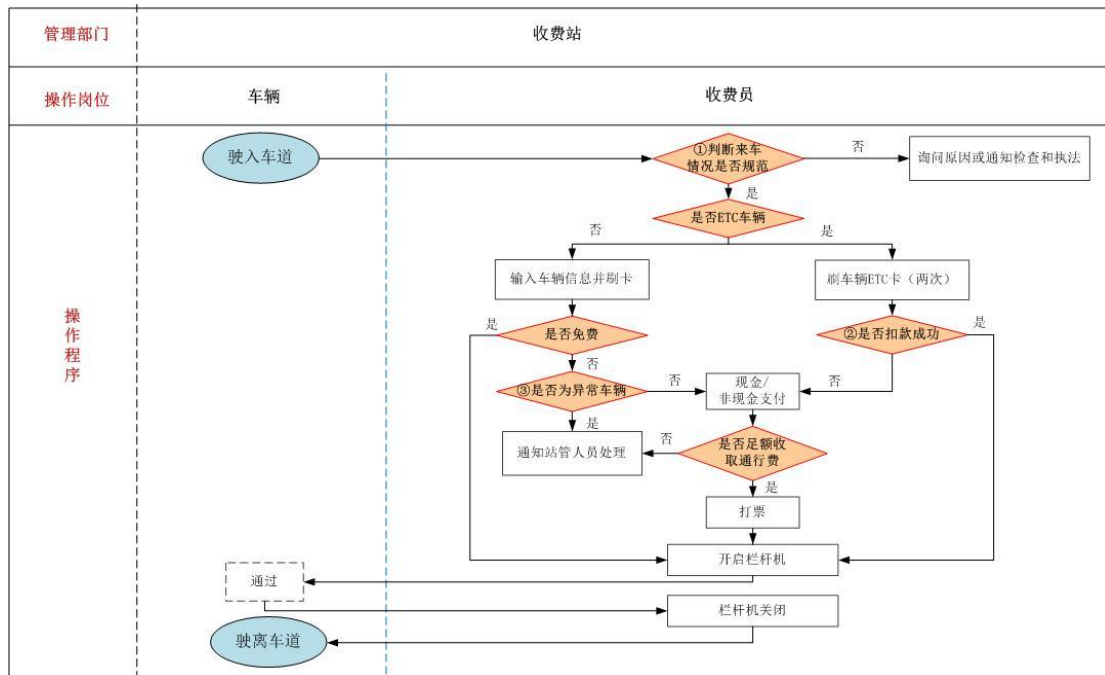 管理部门
收费站
操作岗位
车辆
收费员
操作程序
驶入车道
①判断来车
情况是否规范
否
询问原因或通知检查和执法
是
是否ETC车辆
否
是
输入车辆信息并刷卡
刷车辆ETC卡（两次）
是
是否免费
②是否扣款成功
是
否
③是否为异常车辆
否
现金/
非现金支付
否
是
通知站管人员处理
否
是否足额收
取通行费
是
打票
开启栏杆机
通过
栏杆机关闭
驶离车道